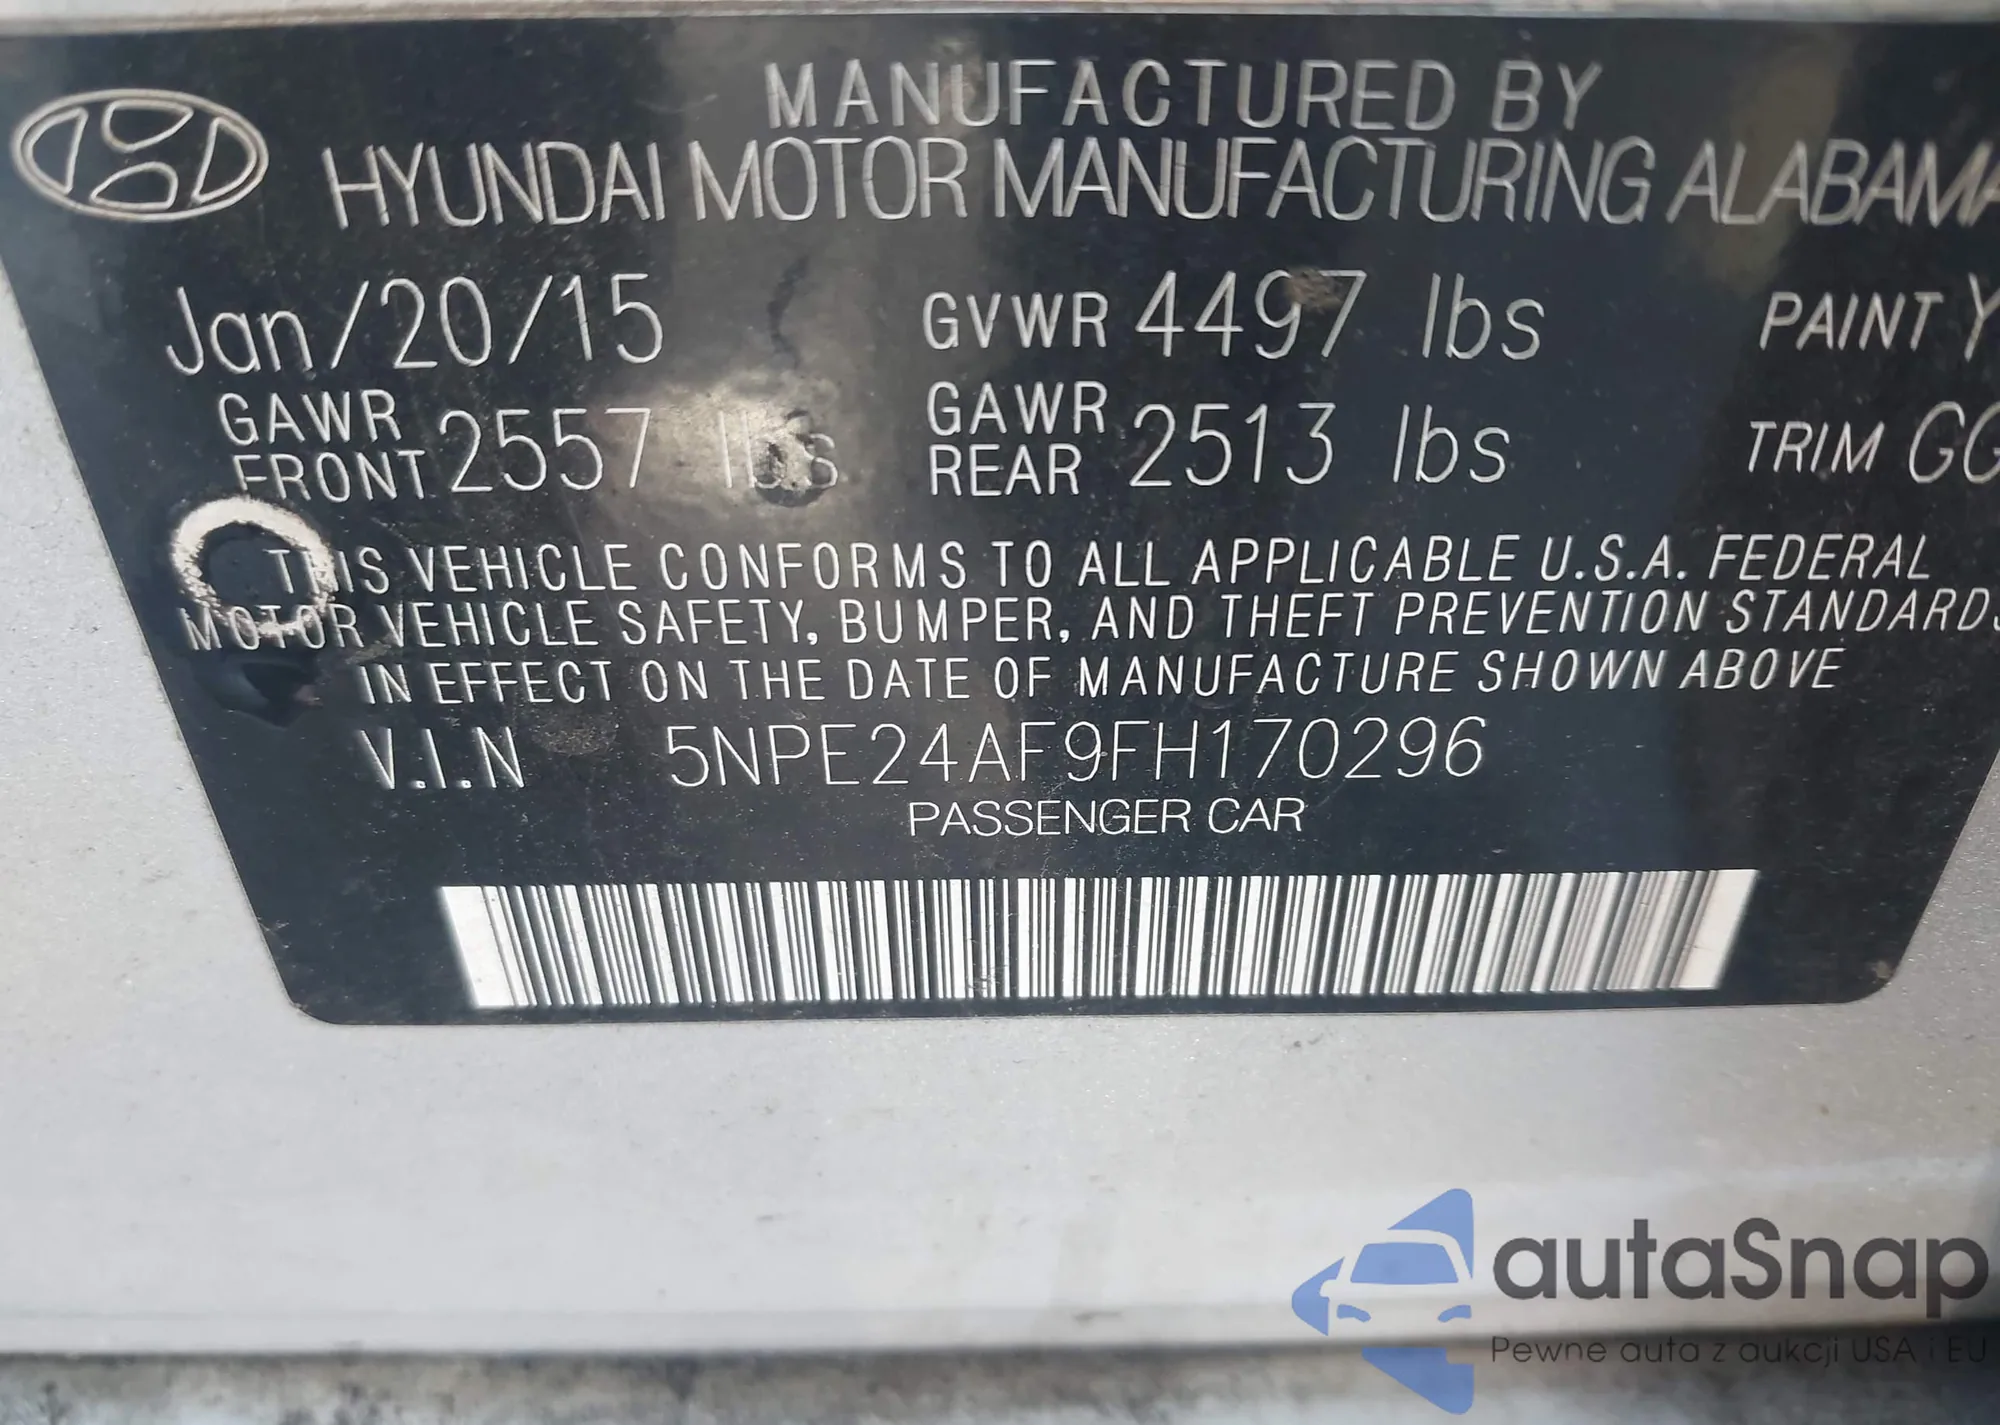 MANUFACTURED BY
HYUNDAI MOTOR MANUFACTURING ALABAMA
Jan/20/15 GVWR 4497 lbs PAINT Y
GAWR FRONT 2557 lbs GAWR REAR 2513 lbs TRIM GG
THIS VEHICLE CONFORMS TO ALL APPLICABLE U.S.A. FEDERAL
MOTOR VEHICLE SAFETY, BUMPER, AND THEFT PREVENTION STANDARDS
IN EFFECT ON THE DATE OF MANUFACTURE SHOWN ABOVE
V.I.N 5NPE24AF9FH170296
PASSENGER CAR
autaSnap
Pewne auta z aukcji USA i EU